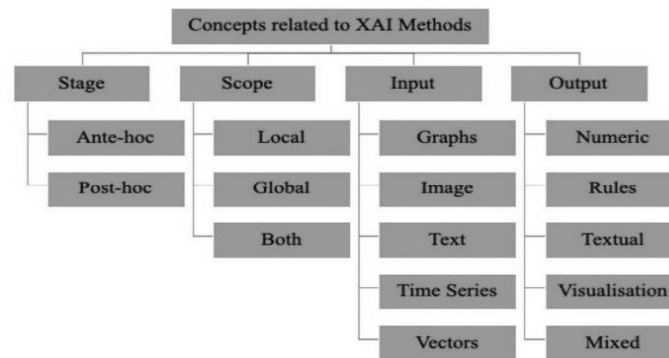 Concepts related to XAI Methods
Stage
Scope
Input
Output
Ante-hoc
Local
Graphs
Numeric
Post-hoc
Global
Image
Rules
Both
Text
Textual
Time Series
Visualisation
Vectors
Mixed